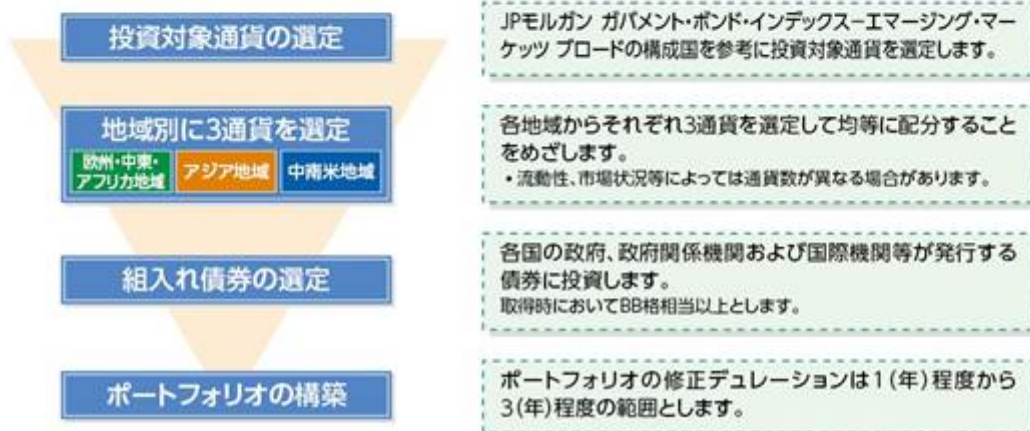 投資対象通貨の選定
JPモルガン ガバメント・ボンド・インデックス−エマージング・マー
ケッツ ブロードの構成国を参考に投資対象通貨を選定します。
地域別に3通貨を選定
欧州・中東・
アフリカ地域
アジア地域
中南米地域
各地域からそれぞれ3通貨を選定して均等に配分すること
をめざします。
・流動性、市場状況等によっては通貨数が異なる場合があります。
組入れ債券の選定
各国の政府、政府関係機関および国際機関等が発行する
債券に投資します。
取得時においてBB格相当以上とします。
ポートフォリオの構築
ポートフォリオの修正デュレーションは1(年)程度から
3(年)程度の範囲とします。